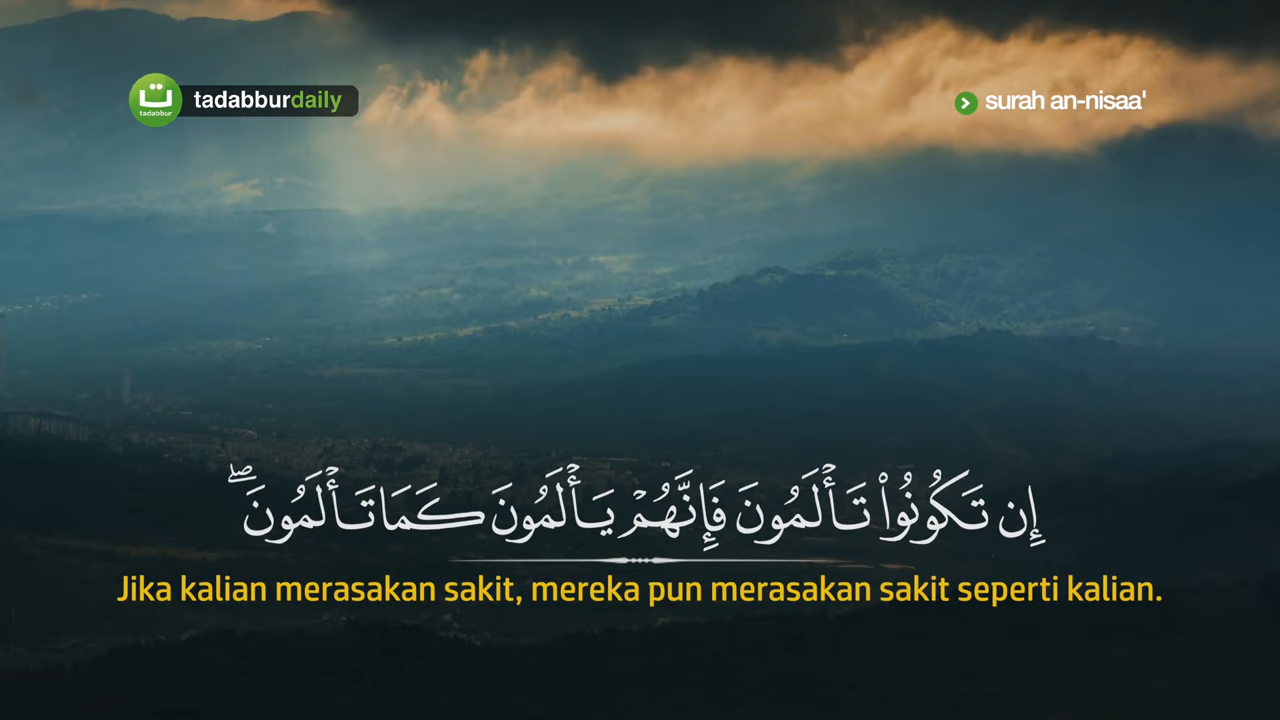 ت
tadabbur
tadabburdaily
surah an-nisaa'
إِن تَكُونُوا۟ تَأْلَمُونَ فَإِنَّهُمْ يَأْلَمُونَ كَمَا تَأْلَمُونَ ۖ
Jika kalian merasakan sakit, mereka pun merasakan sakit seperti kalian.